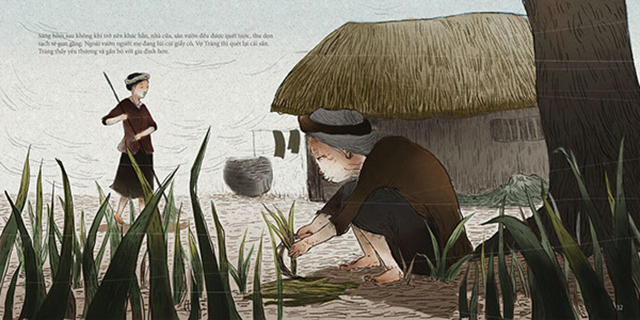 Sáng hôm sau không khí trở nên khác hẳn, nhà cửa, sân vườn đều được quét tước, thu dọn
sạch sẽ gọn gàng. Ngoài vườn người mẹ đang lúi cúi giẫy cỏ. Vợ Tràng thì quét lại cái sân.
Tràng thấy yêu thương và gắn bó với gia đình hơn.
32